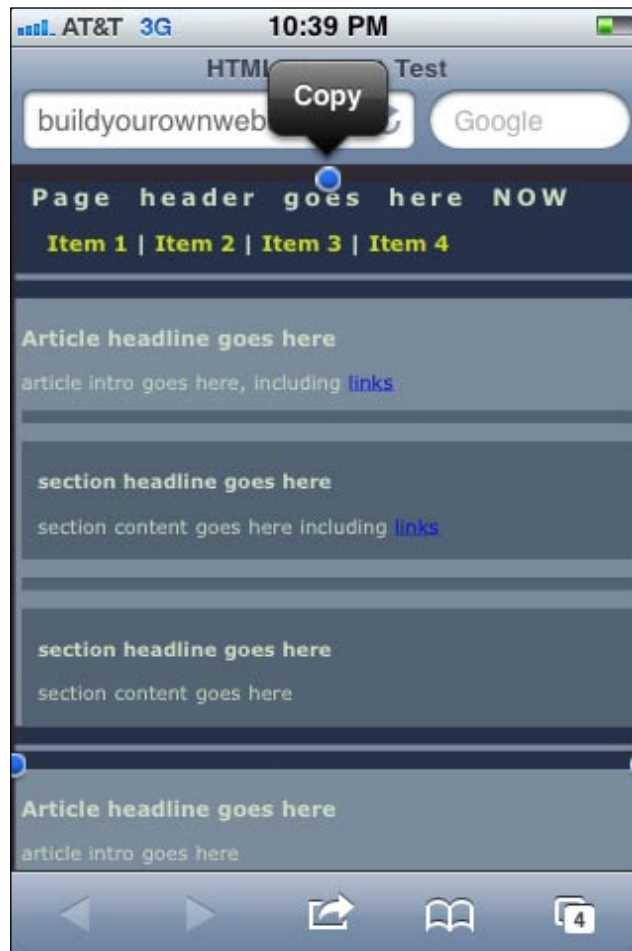 AT&T 3G 10:39 PM
HTML Test
Copy
buildyourownweb
Google
Page header goes here NOW
Item 1 | Item 2 | Item 3 | Item 4
Article headline goes here
article intro goes here, including links
section headline goes here
section content goes here including links
section headline goes here
section content goes here
Article headline goes here
article intro goes here
4